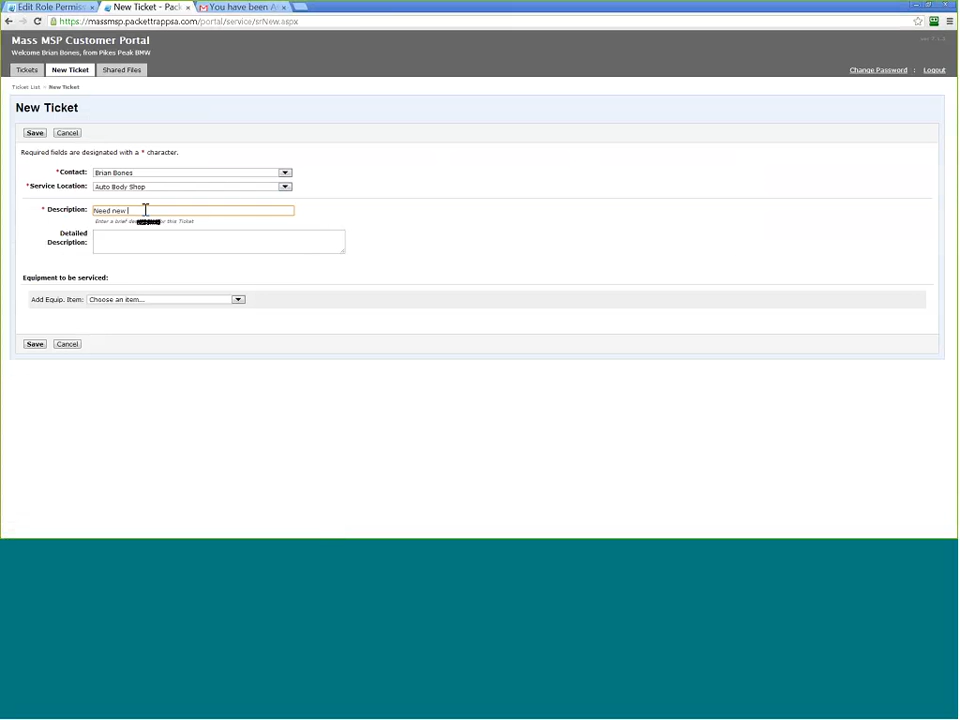 Edit Role Permiss
New Ticket - Pack
You have been A
https://massmsp.packettrappsa.com/portal/service/srNew.aspx
Mass MSP Customer Portal
Welcome Brian Bones, from Pikes Peak BMW
Tickets New Ticket Shared Files
Change Password : Logout
Ticket List > New Ticket
New Ticket
Save Cancel
Required fields are designated with a * character.
*Contact: Brian Bones
*Service Location: Auto Body Shop
* Description: Need new
Enter a brief this Ticket
Detailed
Description:
Equipment to be serviced:
Add Equip. Item: Choose an item...
Save Cancel